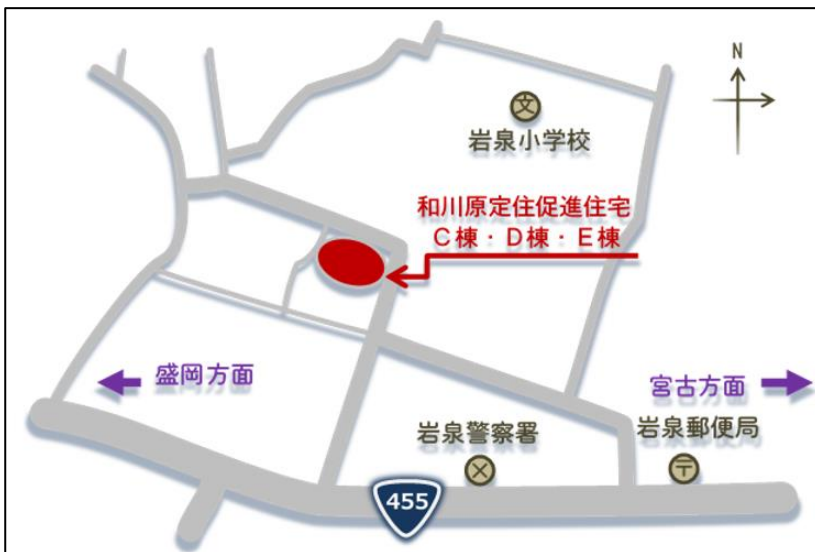 N
文
岩泉小学校
和川原定住促進住宅
C棟・D棟・E棟
盛岡方面
宮古方面
岩泉警察署
岩泉郵便局
〒
455